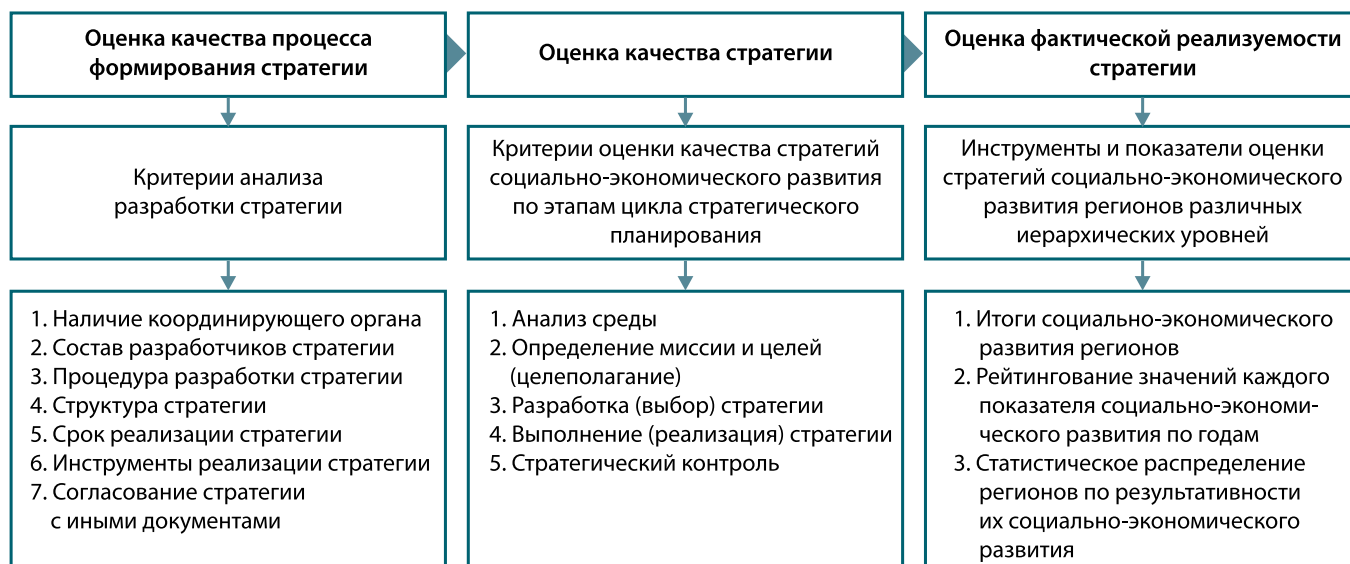 Оценка качества процесса
формирования стратегии
Оценка качества стратегии
Оценка фактической реализуемости
стратегии
Критерии анализа
разработки стратегии
Критерии оценки качества стратегий
социально-экономического развития
по этапам цикла стратегического
планирования
Инструменты и показатели оценки
стратегий социально-экономического
развития регионов различных
иерархических уровней
1. Наличие координирующего органа
2. Состав разработчиков стратегии
3. Процедура разработки стратегии
4. Структура стратегии
5. Срок реализации стратегии
6. Инструменты реализации стратегии
7. Согласование стратегии
с иными документами
1. Анализ среды
2. Определение миссии и целей
(целеполагание)
3. Разработка (выбор) стратегии
4. Выполнение (реализация) стратегии
5. Стратегический контроль
1. Итоги социально-экономического
развития регионов
2. Рейтингование значений каждого
показателя социально-экономи-
ческого развития по годам
3. Статистическое распределение
регионов по результативности
их социально-экономического
развития